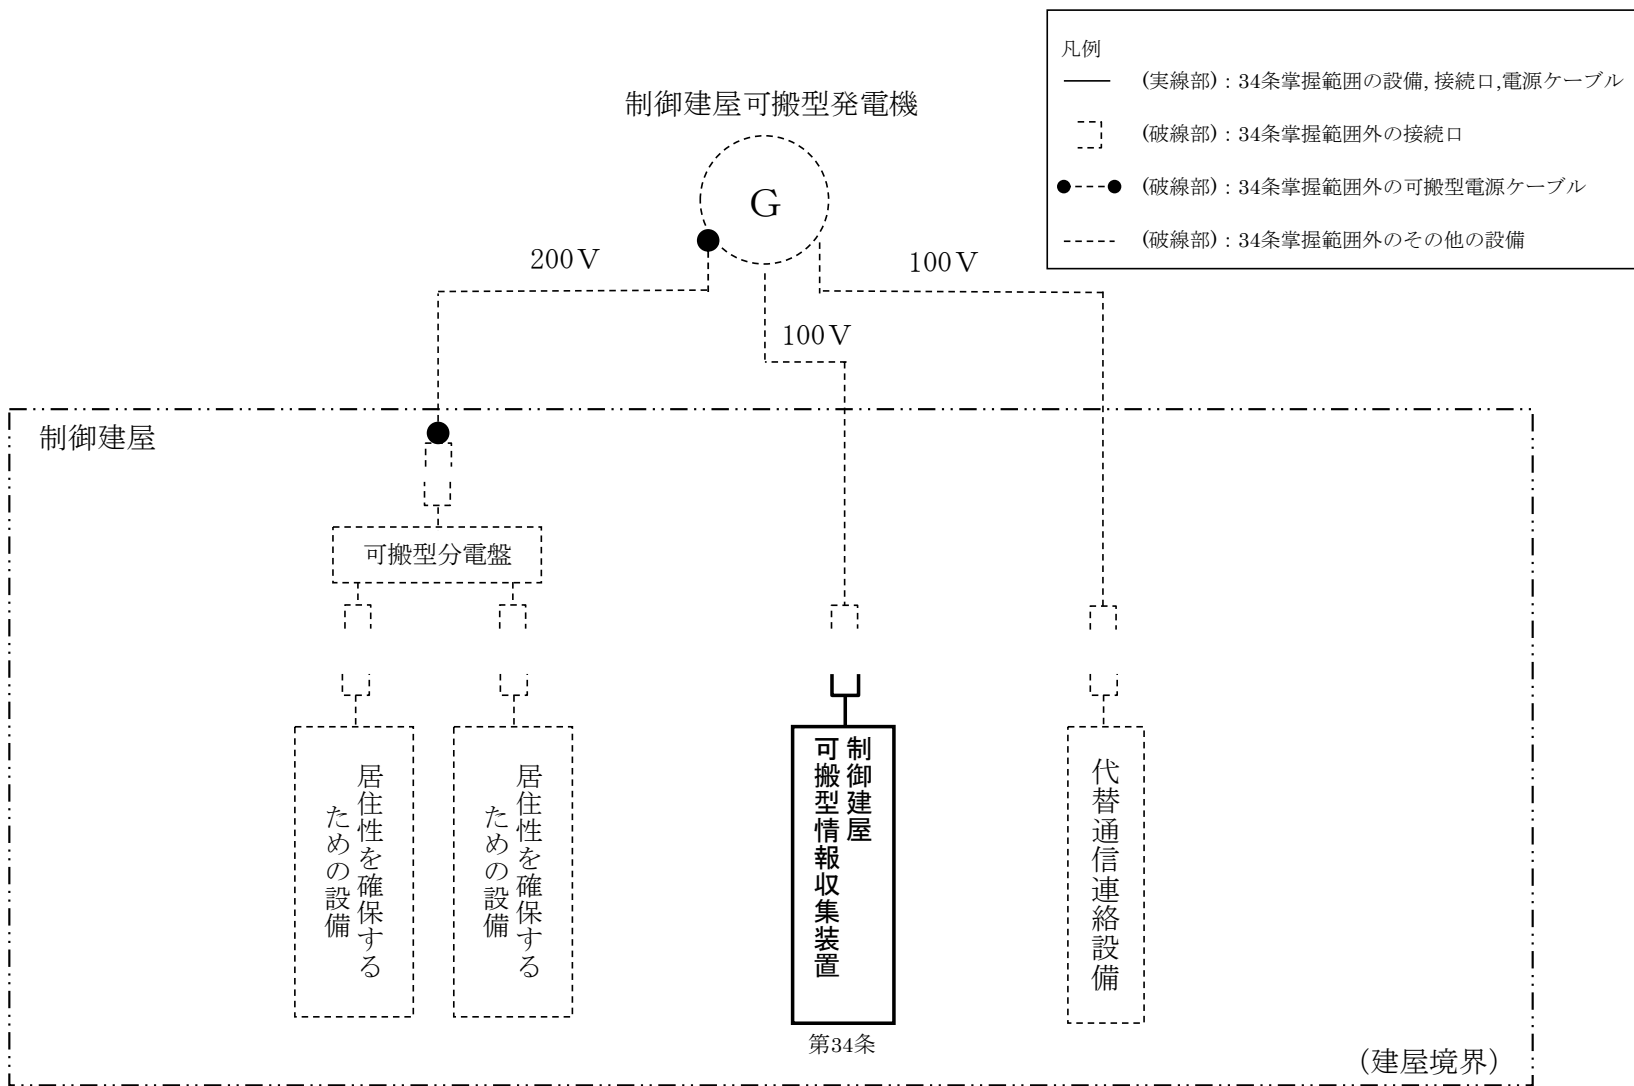 凡例
(実線部) : 34条掌握範囲の設備, 接続口,電源ケーブル
(破線部) : 34条掌握範囲外の接続口
(破線部) : 34条掌握範囲外の可搬型電源ケーブル
(破線部) : 34条掌握範囲外のその他の設備
制御建屋可搬型発電機
G
200V
100V
100V
制御建屋
可搬型分電盤
居住性を確保する
ための設備
居住性を確保する
ための設備
制御建屋
可搬型情報収集装置
第34条
代替通信連絡設備
(建屋境界)